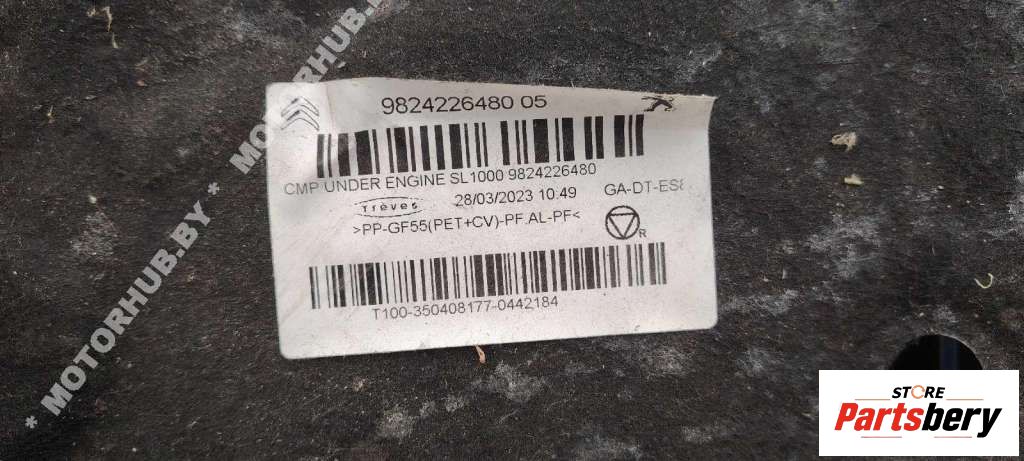 9824226480 05
CMP UNDER ENGINE SL1000 9824226480
Treves 28/03/2023 10:49 GA-DT-ES8
>PP-GF55(PET+CV)-PF.AL-PF< R
T100-350408177-0442184
* MOTORHUB.BY * MOTORHUB.BY
STORE
Partsbery